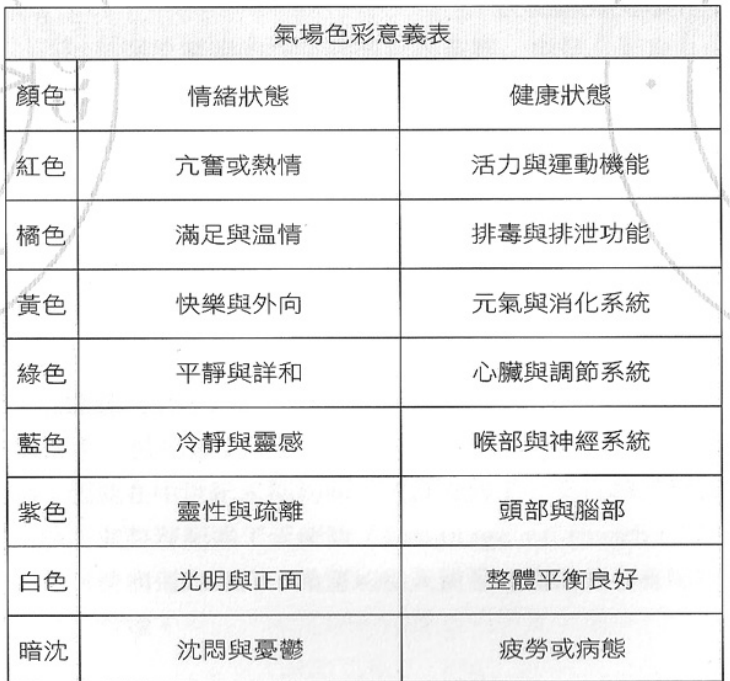 氣場色彩意義表
顏色 情緒狀態 健康狀態
紅色 亢奮或熱情 活力與運動機能
橘色 滿足與温情 排毒與排泄功能
黃色 快樂與外向 元氣與消化系統
綠色 平靜與詳和 心臟與調節系統
藍色 冷靜與靈感 喉部與神經系統
紫色 靈性與疏離 頭部與腦部
白色 光明與正面 整體平衡良好
暗沈 沈悶與憂鬱 疲勞或病態